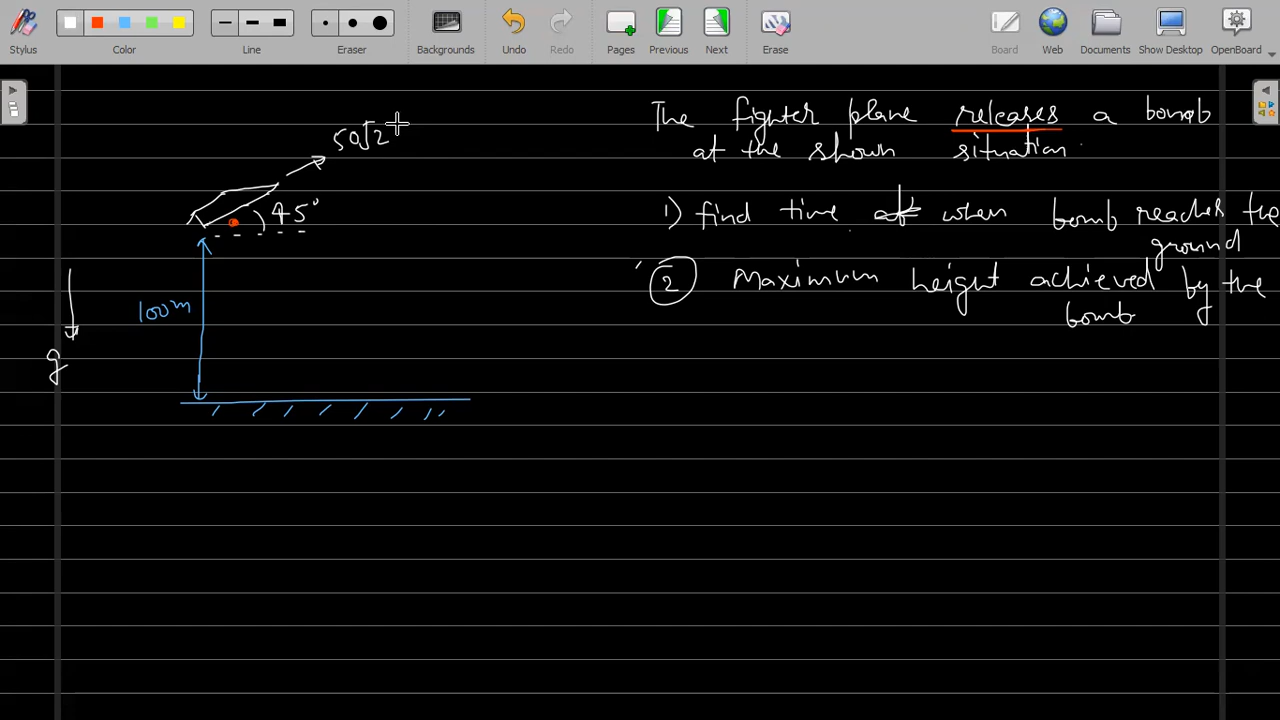 Stylus
Color
Line
Eraser
Backgrounds
Undo
Redo
Pages
Previous
Next
Erase
Board
Web
Documents
Show Desktop
OpenBoard
The fighter plane releases a bomb
at the shown situation
1) find time when bomb reaches the
ground
2 Maximum height achieved by the
bomb
50√2
45°
100m
g